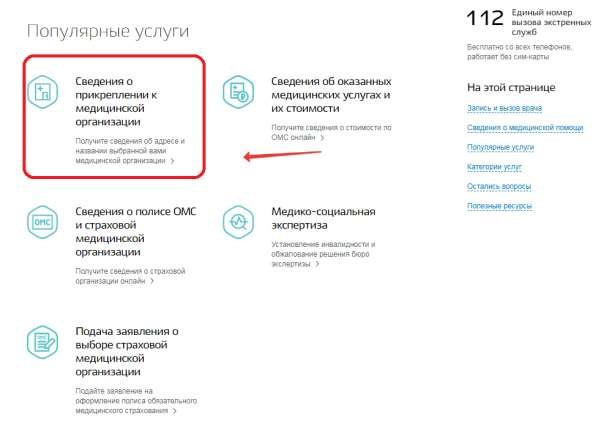 Популярные услуги
Сведения о
прикреплении к
медицинской
организации
Получите сведения об адресе и
названии выбранной вами
медицинской организации >
Сведения об оказанных
медицинских услугах и
их стоимости
Получите сведения о стоимости по
ОМС онлайн >
ОМС
Сведения о полисе ОМС
и страховой
медицинской
организации
Получите сведения о страховой
организации онлайн >
Медико-социальная
экспертиза
Установление инвалидности и
обжалование решения бюро
экспертизы >
Подача заявления о
выборе страховой
медицинской
организации
Подайте заявление на
оформление полиса обязательного
медицинского страхования >
112
Единый номер
вызова экстренных
служб
Бесплатно со всех телефонов,
работает без сим-карты
На этой странице
Запись и вызов врача
Сведения о медицинской помощи
Популярные услуги
Категории услуг
Остались вопросы
Полезные ресурсы